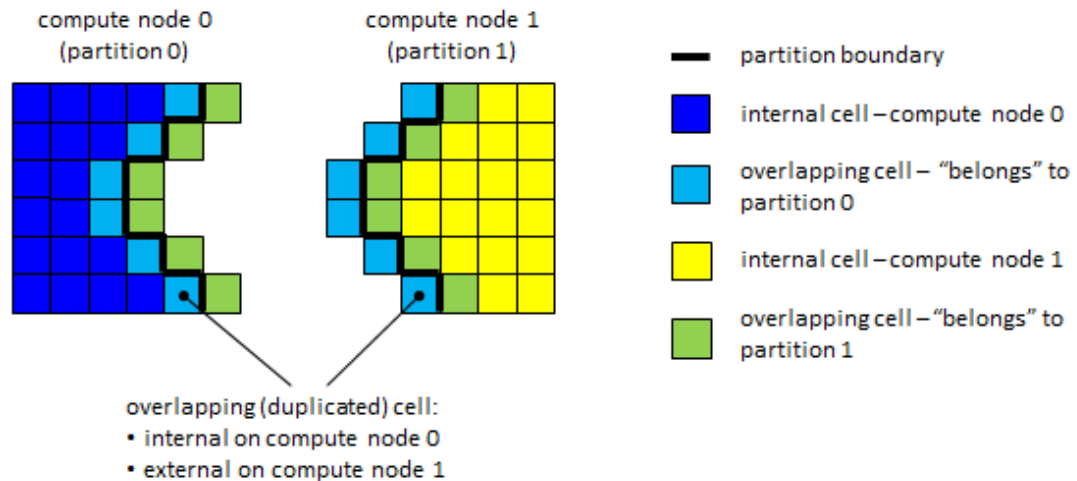 compute node 0
(partition 0)
compute node 1
(partition 1)
partition boundary
internal cell – compute node 0
overlapping cell – “belongs” to
partition 0
internal cell – compute node 1
overlapping cell – “belongs” to
partition 1
overlapping (duplicated) cell:
• internal on compute node 0
• external on compute node 1